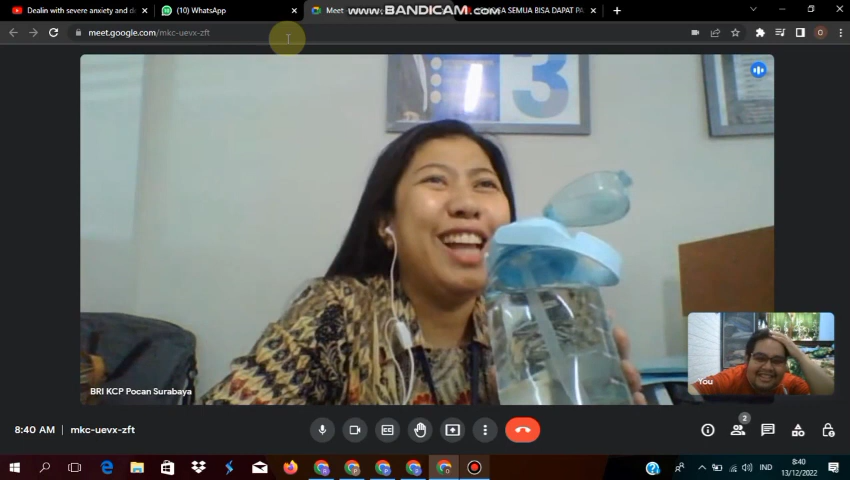 Dealin with severe anxiety and de
(10) WhatsApp
Meet
www.BANDICAM.com
A SEMUA BISA DAPAT PA
meet.google.com/mkc-uevx-zft
O
3
You
BRI KCP Pocan Surabaya
8:40 AM | mkc-uevx-zft
2
IND
8:40
13/12/2022